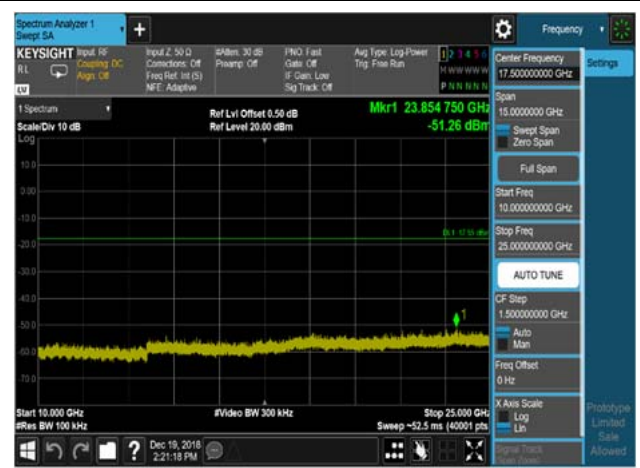 Spectrum Analyzer 1
Swept SA
Frequency
KEYSIGHT
RL
LW
Input: RF
Coupling: DC
Align: Off
Input Z: 50 Ω
Corrections: Off
Freq Ref: Int (S)
NFE: Adaptive
#Atten: 30 dB
Preamp: Off
PNO: Fast
Gate: Off
IF Gain: Low
Sig Track: Off
Avg Type: Log-Power
Trig: Free Run
1 2 3 4 5 6
M W W W W W
P N N N N N
1 Spectrum
Scale/Div 10 dB
Ref Lvl Offset 0.50 dB
Ref Level 20.00 dBm
Mkr1 23.854 750 GHz
-51.26 dBm
Log
10.0
0.00
-10.0
-20.0
-30.0
-40.0
-50.0
-60.0
-70.0
1
Start 10.000 GHz
#Res BW 100 kHz
#Video BW 300 kHz
Stop 25.000 GHz
Sweep ~52.5 ms (40001 pts)
Center Frequency
17.500000000 GHz
Settings
Span
15.0000000 GHz
Swept Span
Zero Span
Full Span
Start Freq
10.000000000 GHz
Stop Freq
25.000000000 GHz
AUTO TUNE
CF Step
1.500000000 GHz
Auto
Man
Freq Offset
0 Hz
X Axis Scale
Log
Lin
Signal Track
(Span Zoom)
Prototype
Limited
Sale
Allowed
?
Dec 19, 2018
2:21:18 PM